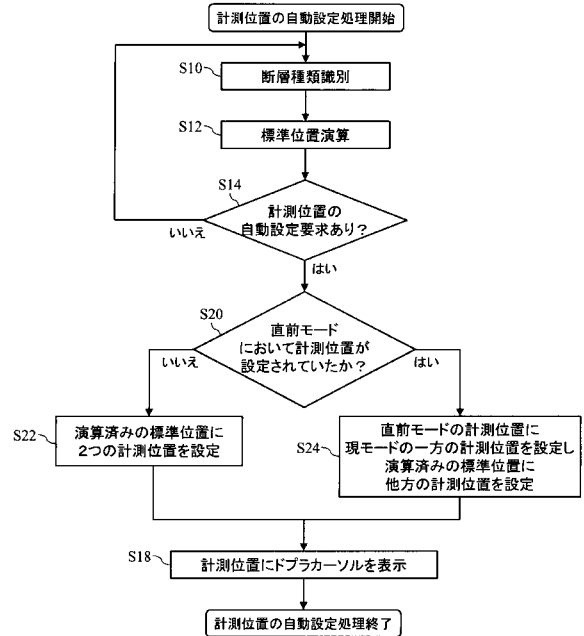 計測位置の自動設定処理開始
S10
断層種類識別
S12
標準位置演算
S14
計測位置の
自動設定要求あり？
いいえ
はい
S20
直前モード
において計測位置が
設定されていたか？
いいえ
はい
S22
演算済みの標準位置に
2つの計測位置を設定
S24
直前モードの計測位置に
現モードの一方の計測位置を設定し
演算済みの標準位置に
他方の計測位置を設定
S18
計測位置にドプラカーソルを表示
計測位置の自動設定処理終了